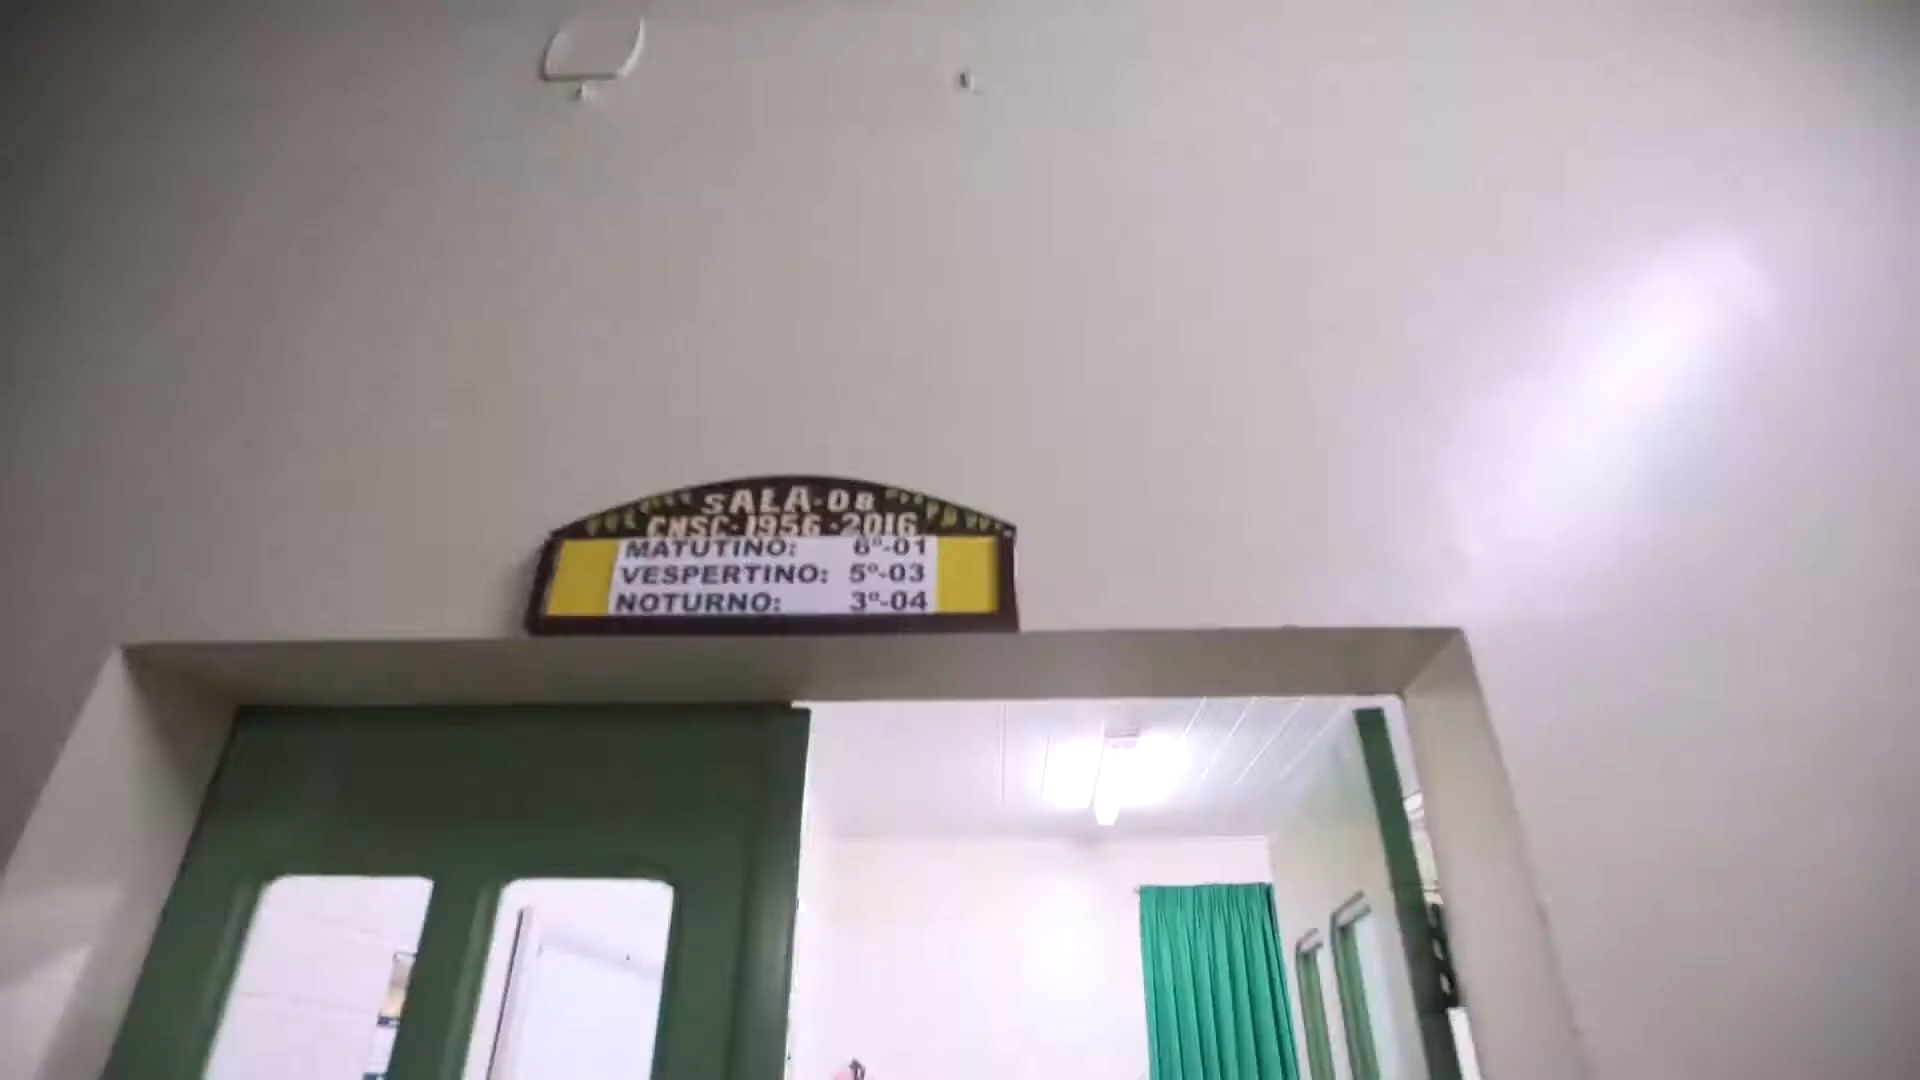 SALA-08
CNSC-1956-2016
MATUTINO: 6º-01
VESPERTINO: 5º-03
NOTURNO: 3º-04